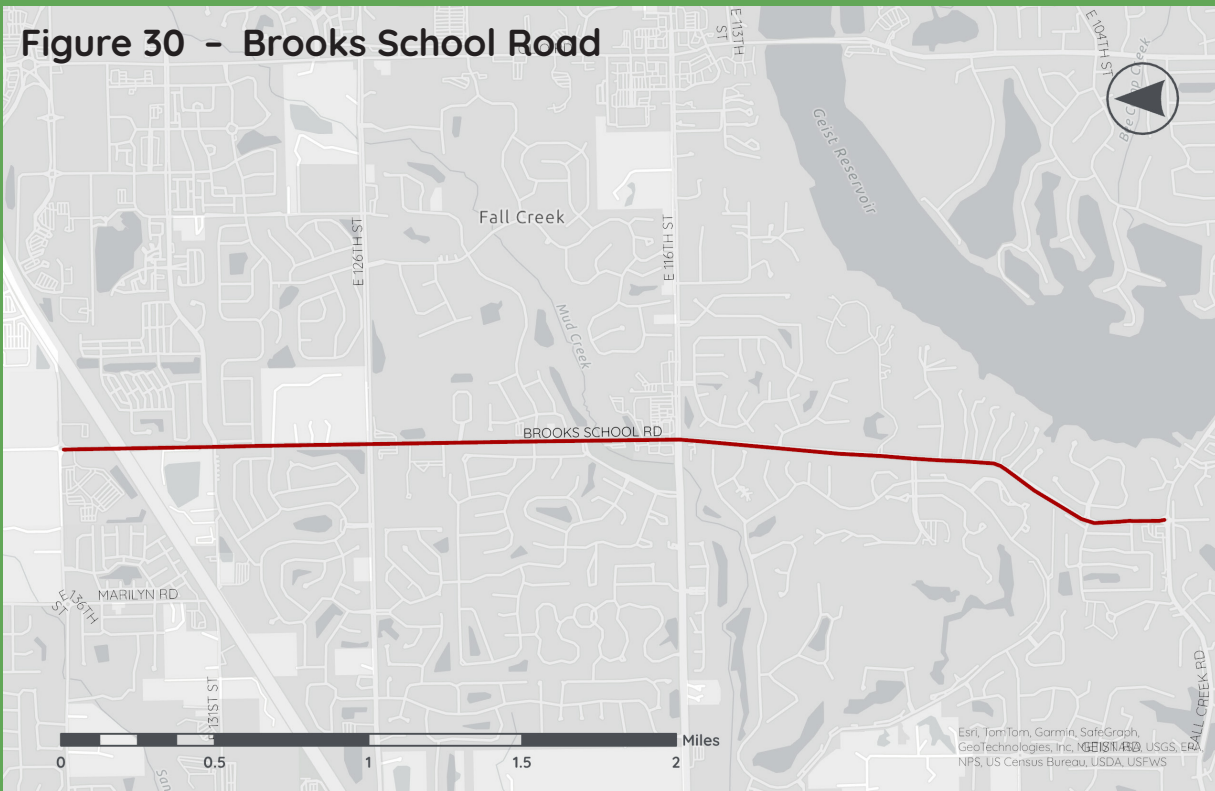 Figure 30 – Brooks School Road
E 113TH
ST
E 104TH ST
Geist Reservoir
Fall Creek
E 126TH ST
E 116TH ST
Mud Creek
BROOKS SCHOOL RD
MARILYN RD
E 136TH
ST
E 131ST ST
FALL CREEK RD
GEIST RD
Miles
0 0.5 1 1.5 2
Esri, TomTom, Garmin, SafeGraph,
GeoTechnologies, Inc, USGS,
NPS, US Census Bureau, USDA, USFWS